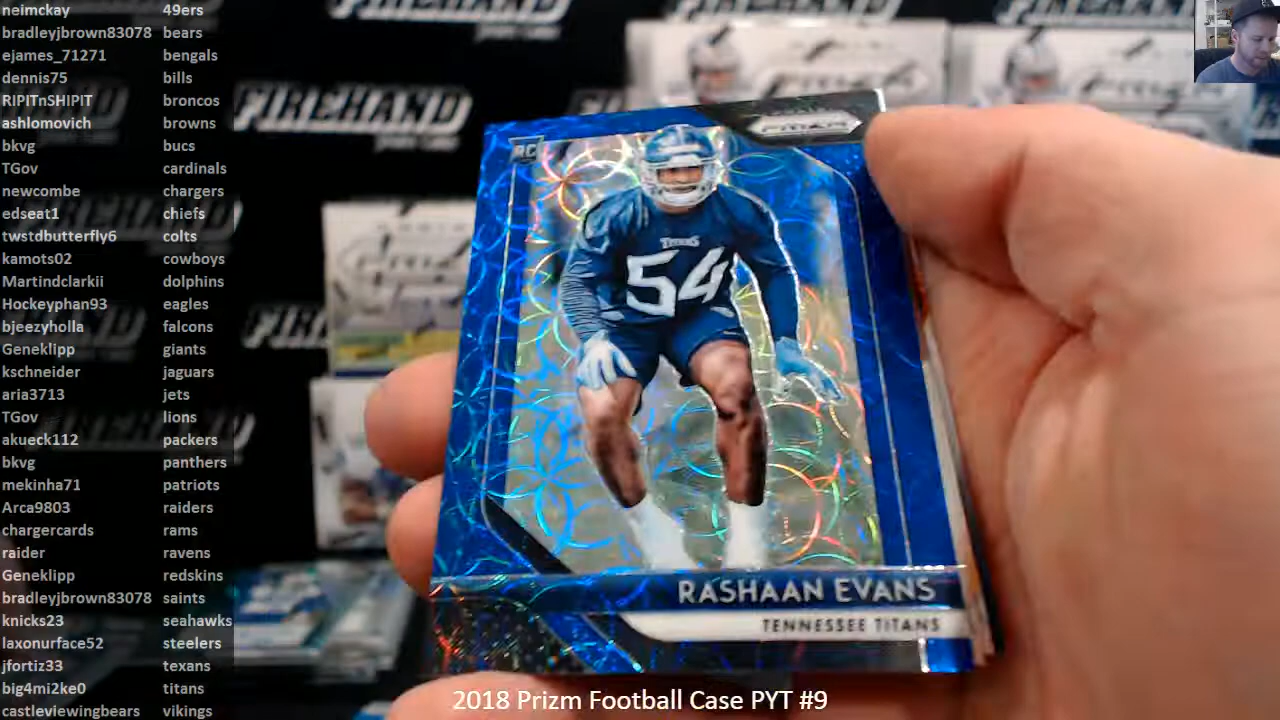 neimckay 49ers
bradleyjbrown83078 bears
ejames_71271 bengals
dennis75 bills
RIPITnSHIPIT broncos
ashlomovich browns
bkvg bucs
TGov cardinals
newcombe chargers
edseat1 chiefs
twstdbutterfly6 colts
kamots02 cowboys
Martindclarkii dolphins
Hockeyphan93 eagles
bjeezyholla falcons
Geneklipp giants
kschneider jaguars
aria3713 jets
TGov lions
akueck112 packers
bkvg panthers
mekinha71 patriots
Arca9803 raiders
chargercards rams
raider ravens
Geneklipp redskins
bradleyjbrown83078 saints
knicks23 seahawks
laxonurface52 steelers
jfortiz33 texans
big4mi2ke0 titans
castleviewingbears vikings
FIREHAND
RC
PRIZM
TITANS
54
RASHAAN EVANS
TENNESSEE TITANS
2018 Prizm Football Case PYT #9